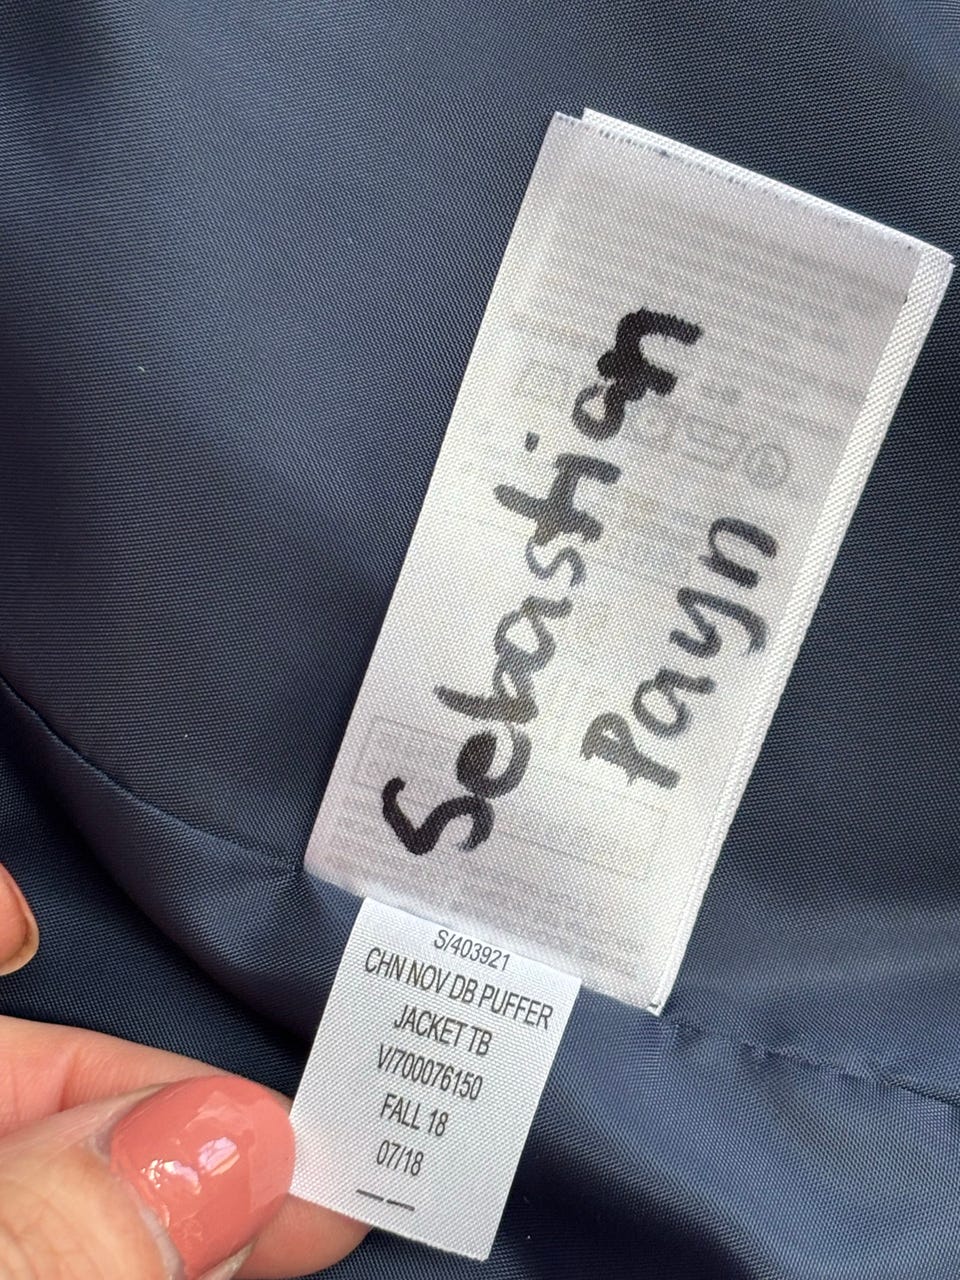 Sebastian
Payn
S/403921
CHN NOV DB PUFFER
JACKET TB
V/700076150
FALL 18
07/18